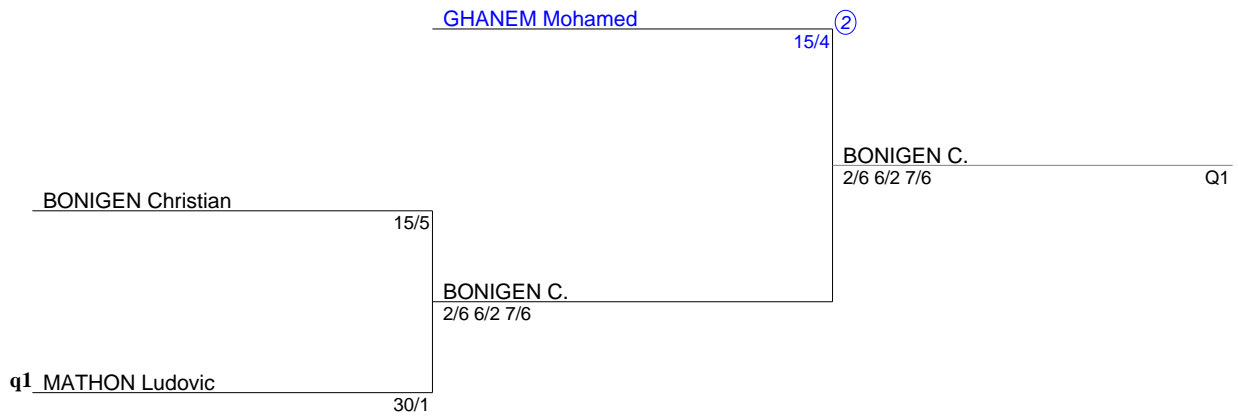 GHANEM Mohamed 2
15/4
BONIGEN C.
2/6 6/2 7/6 Q1
BONIGEN Christian
15/5
BONIGEN C.
2/6 6/2 7/6
q1 MATHON Ludovic
30/1